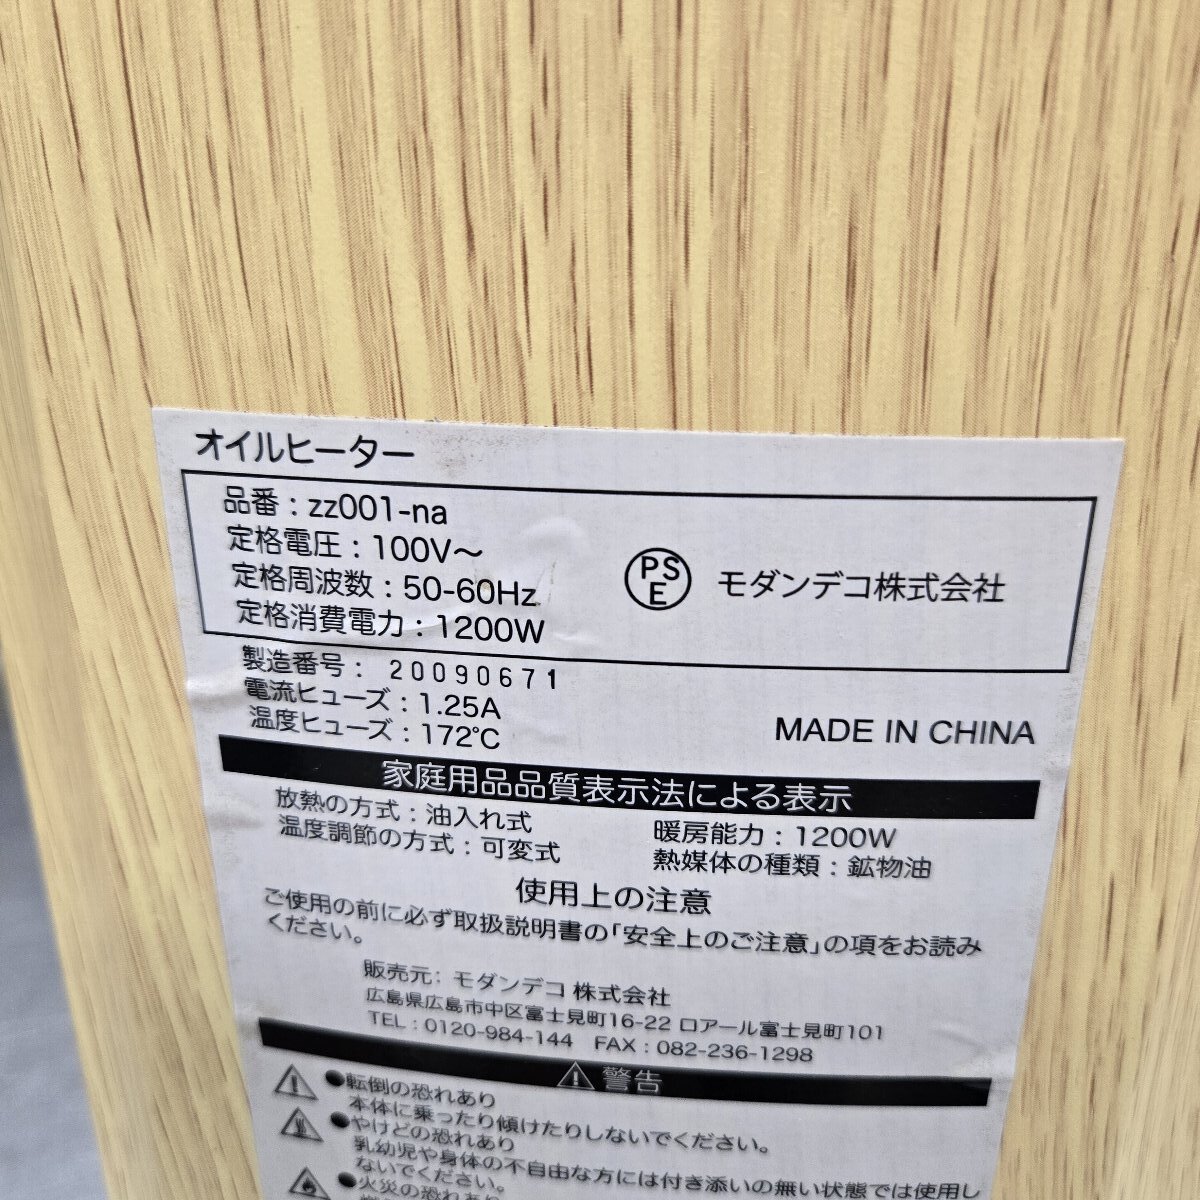 オイルヒーター
品番：zz001-na
定格電圧：100V～
定格周波数：50-60Hz
定格消費電力：1200W
PS
E
モダンデコ株式会社
製造番号： 20090671
電流ヒューズ：1.25A
温度ヒューズ：172℃
MADE IN CHINA
家庭用品品質表示法による表示
放熱の方式：油入れ式
温度調節の方式：可変式
暖房能力：1200W
熱媒体の種類：鉱物油
使用上の注意
ご使用の前に必ず取扱説明書の「安全上のご注意」の項をお読み
ください。
販売元：モダンデコ 株式会社
広島県広島市中区富士見町16-22 ロアール富士見町101
TEL：0120-984-144 FAX：082-236-1298
警告
●転倒の恐れあり
本体に乗ったり傾けたりしないでください。
●やけどの恐れあり
乳幼児や身体の不自由な方には付き添いの無い状態では使用し
ないでください。
●火災の恐れあり